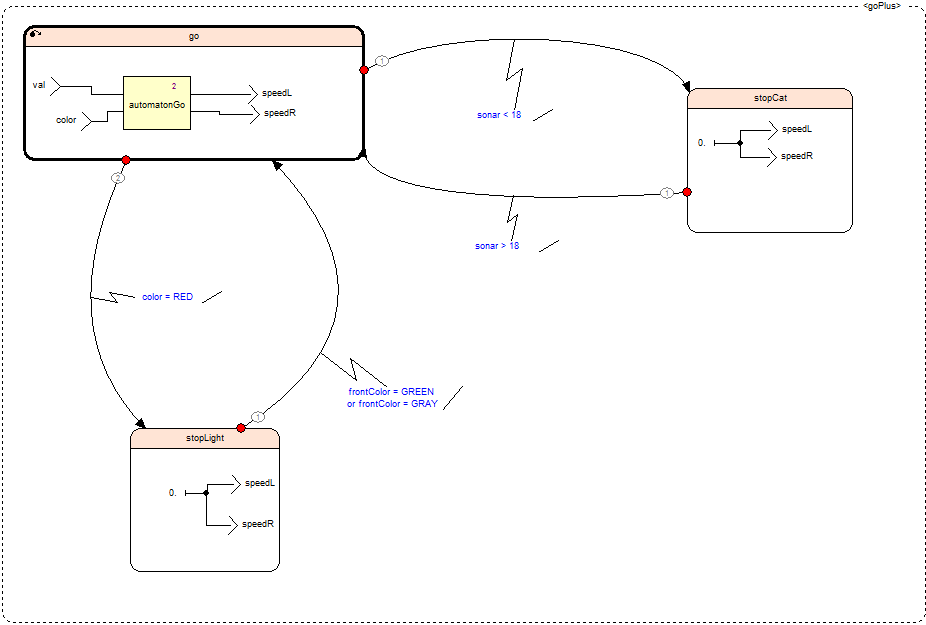 <goPlus>
go
val
color
2
automatonGo
speedL
speedR
1
sonar < 18
stopCat
0.
speedL
speedR
1
sonar > 18
2
color = RED
frontColor = GREEN
or frontColor = GRAY
1
stopLight
0.
speedL
speedR